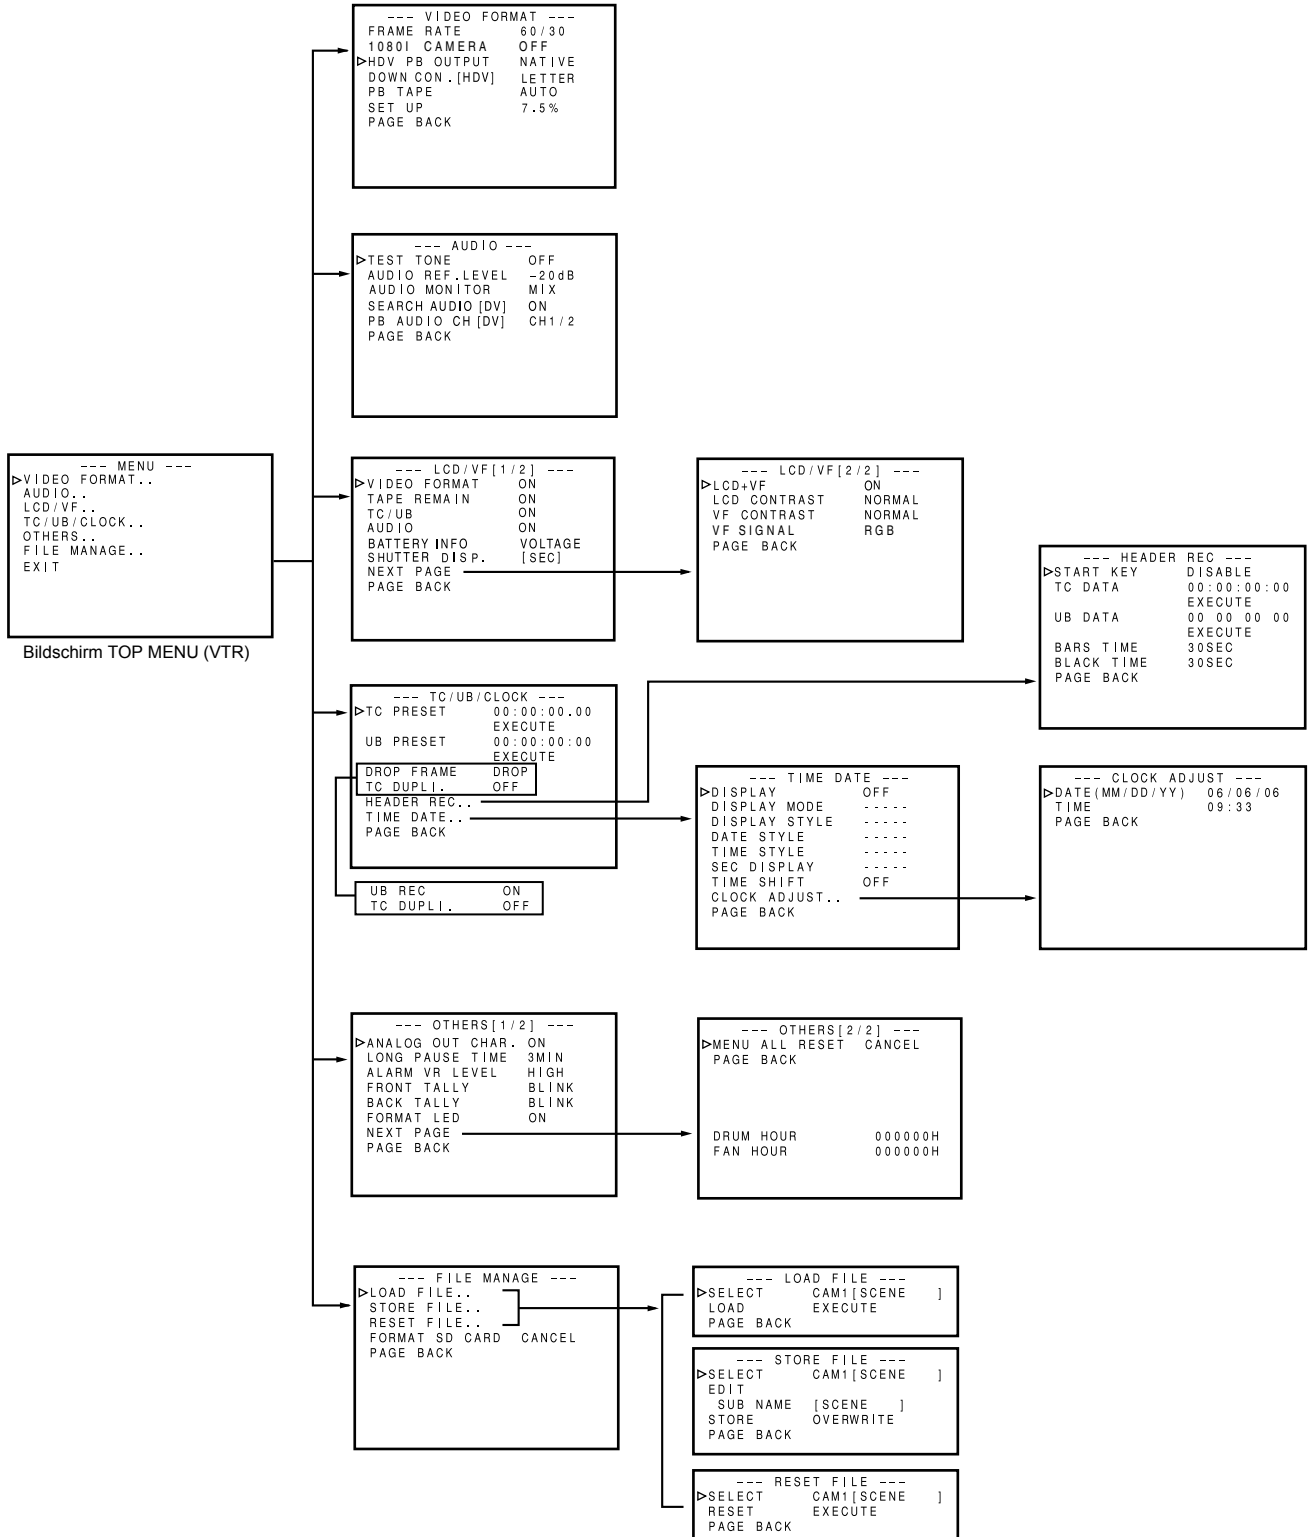 --- VIDEO FORMAT ---
FRAME RATE 60/30
1080I CAMERA OFF
▷HDV PB OUTPUT NATIVE
DOWN CON.[HDV] LETTER
PB TAPE AUTO
SET UP 7.5%
PAGE BACK
--- AUDIO ---
▷TEST TONE OFF
AUDIO REF.LEVEL -20dB
AUDIO MONITOR MIX
SEARCH AUDIO[DV] ON
PB AUDIO CH[DV] CH1/2
PAGE BACK
--- MENU ---
▷VIDEO FORMAT..
AUDIO..
LCD/VF..
TC/UB/CLOCK..
OTHERS..
FILE MANAGE..
EXIT
Bildschirm TOP MENU (VTR)
--- LCD/VF[1/2] ---
▷VIDEO FORMAT ON
TAPE REMAIN ON
TC/UB ON
AUDIO ON
BATTERY INFO VOLTAGE
SHUTTER DISP. [SEC]
NEXT PAGE
PAGE BACK
--- LCD/VF[2/2] ---
▷LCD+VF ON
LCD CONTRAST NORMAL
VF CONTRAST NORMAL
VF SIGNAL RGB
PAGE BACK
--- HEADER REC ---
▷START KEY DISABLE
TC DATA 00:00:00:00
EXECUTE
UB DATA 00 00 00 00
EXECUTE
BARS TIME 30SEC
BLACK TIME 30SEC
PAGE BACK
--- TC/UB/CLOCK ---
▷TC PRESET 00:00:00.00
EXECUTE
UB PRESET 00:00:00:00
EXECUTE
DROP FRAME DROP
TC DUPLI. OFF
HEADER REC..
TIME DATE..
PAGE BACK
UB REC ON
TC DUPLI. OFF
--- TIME DATE ---
▷DISPLAY OFF
DISPLAY MODE -----
DISPLAY STYLE -----
DATE STYLE -----
TIME STYLE -----
SEC DISPLAY -----
TIME SHIFT OFF
CLOCK ADJUST..
PAGE BACK
--- CLOCK ADJUST ---
▷DATE(MM/DD/YY) 06/06/06
TIME 09:33
PAGE BACK
--- OTHERS[1/2] ---
▷ANALOG OUT CHAR. ON
LONG PAUSE TIME 3MIN
ALARM VR LEVEL HIGH
FRONT TALLY BLINK
BACK TALLY BLINK
FORMAT LED ON
NEXT PAGE
PAGE BACK
--- OTHERS[2/2] ---
▷MENU ALL RESET CANCEL
PAGE BACK
DRUM HOUR 000000H
FAN HOUR 000000H
--- FILE MANAGE ---
▷LOAD FILE..
STORE FILE..
RESET FILE..
FORMAT SD CARD CANCEL
PAGE BACK
--- LOAD FILE ---
▷SELECT CAM1[SCENE ]
LOAD EXECUTE
PAGE BACK
--- STORE FILE ---
▷SELECT CAM1[SCENE ]
EDIT
SUB NAME [SCENE ]
STORE OVERWRITE
PAGE BACK
--- RESET FILE ---
▷SELECT CAM1[SCENE ]
RESET EXECUTE
PAGE BACK